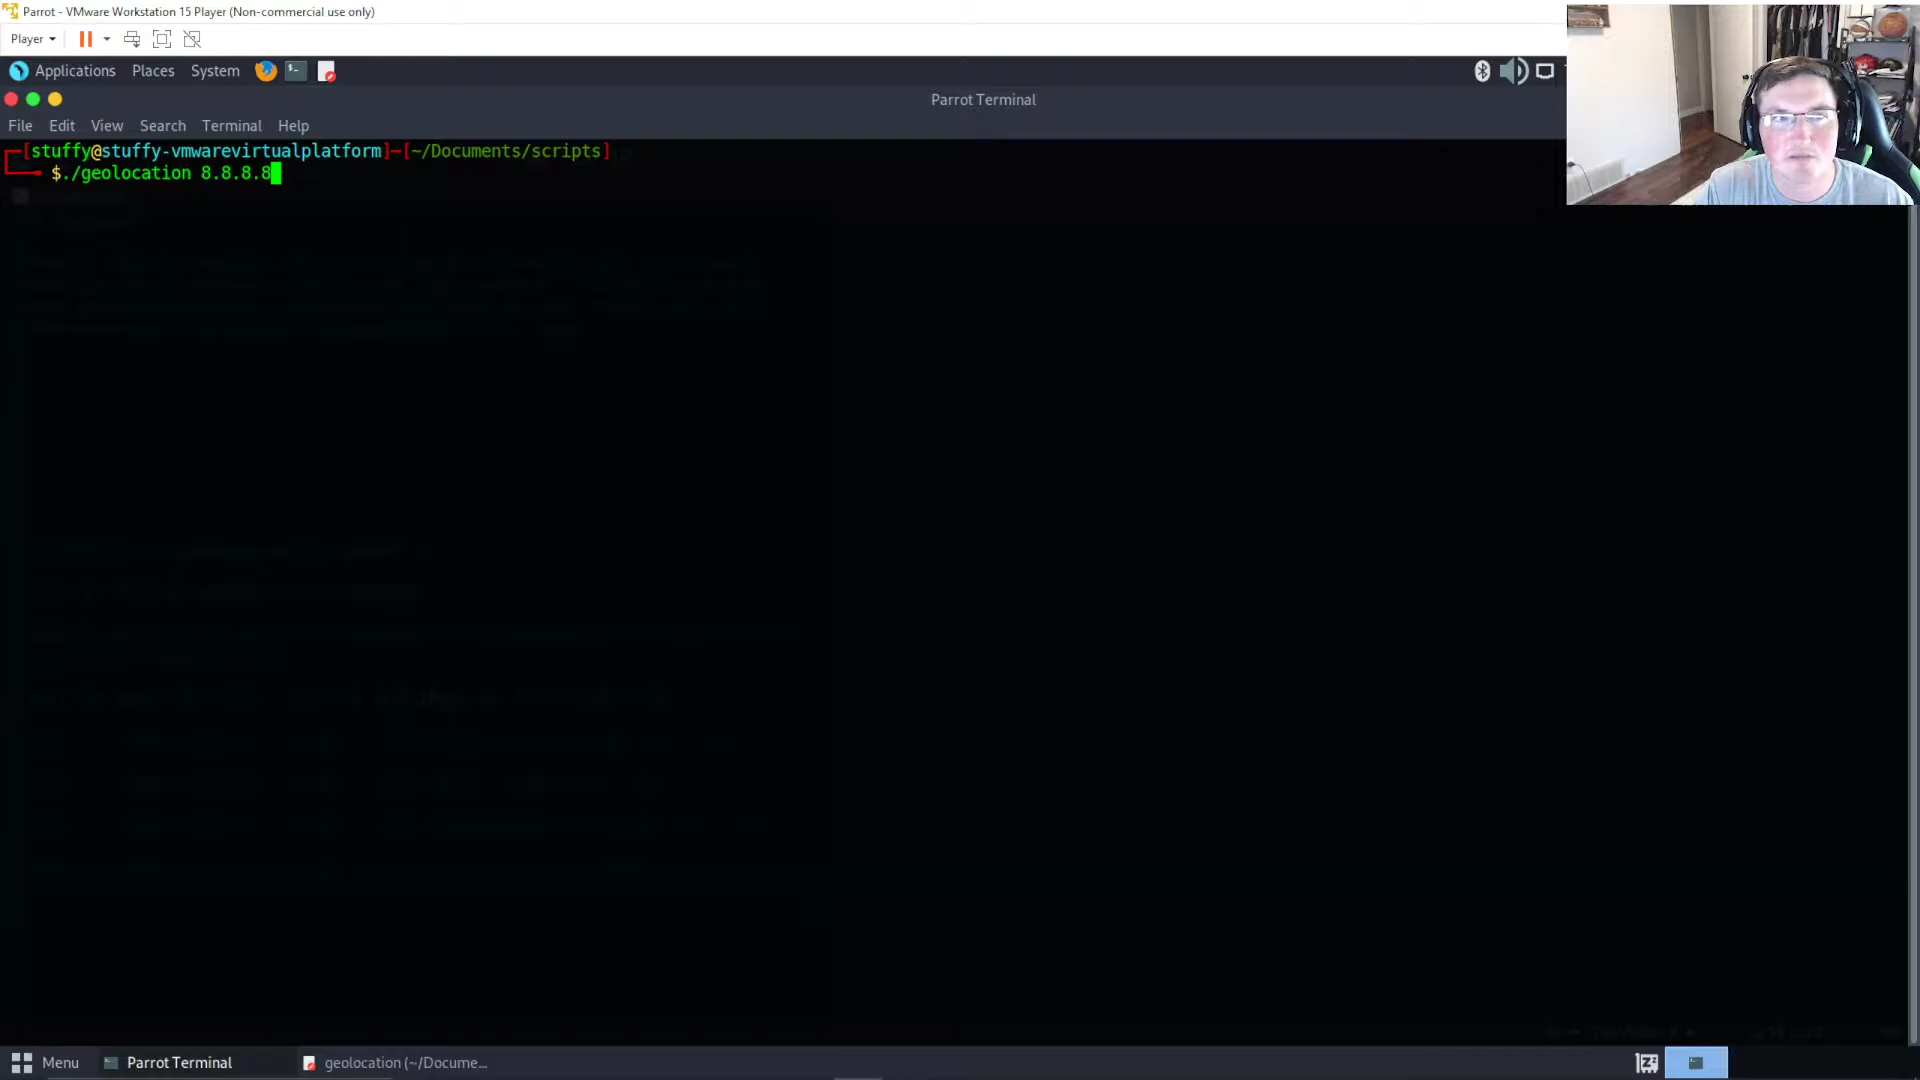 Parrot - VMware Workstation 15 Player (Non-commercial use only)
Player
Applications Places System
Parrot Terminal
File Edit View Search Terminal Help
[stuffy@stuffy-vmwarevirtualplatform]-[~/Documents/scripts]
$./geolocation 8.8.8.8
Menu Parrot Terminal geolocation (~/Docume...